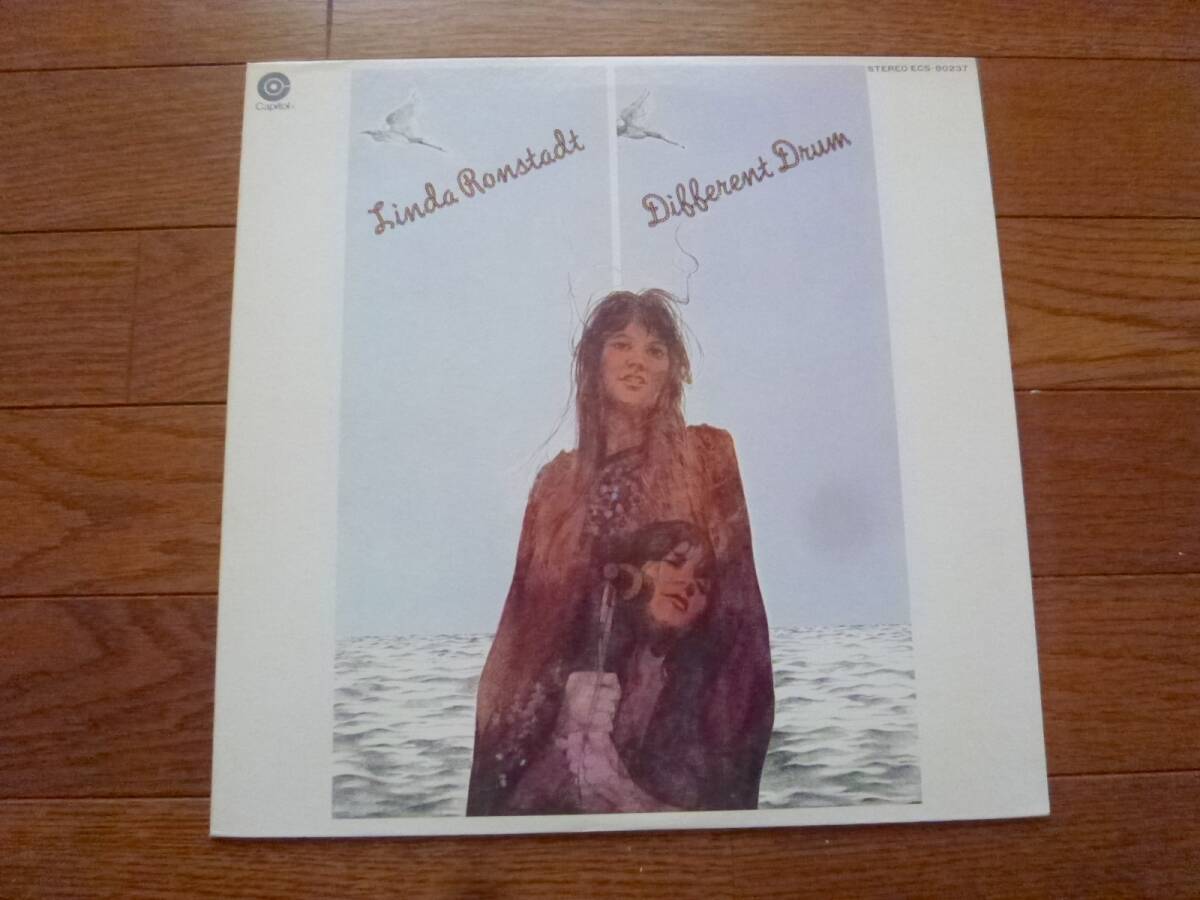 Capitol
STEREO ECS-80237
Linda Ronstadt
Different Drum